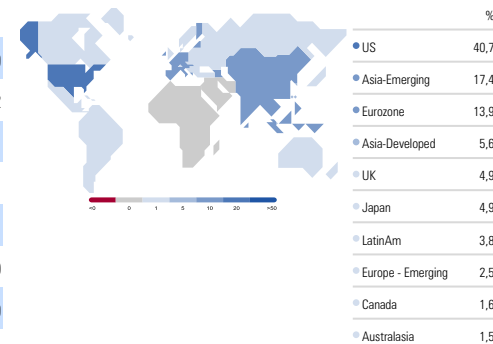 %
US 40,7
Asia-Emerging 17,4
Eurozone 13,9
Asia-Developed 5,6
UK 4,9
Japan 4,9
LatinAm 3,8
Europe - Emerging 2,5
Canada 1,6
Australasia 1,5
<0 0 1 5 10 20 >50